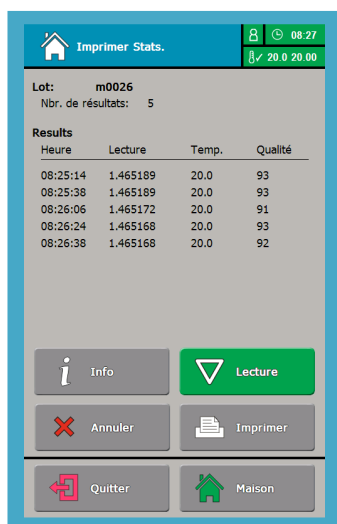 Imprimer Stats.
8 08:27
20.0 20.00
Lot: m0026
Nbr. de résultats: 5
Results
Heure Lecture Temp. Qualité
08:25:14 1.465189 20.0 93
08:25:38 1.465189 20.0 93
08:26:06 1.465172 20.0 91
08:26:24 1.465168 20.0 93
08:26:38 1.465168 20.0 92
i Info
Lecture
Annuler
Imprimer
Quitter
Maison